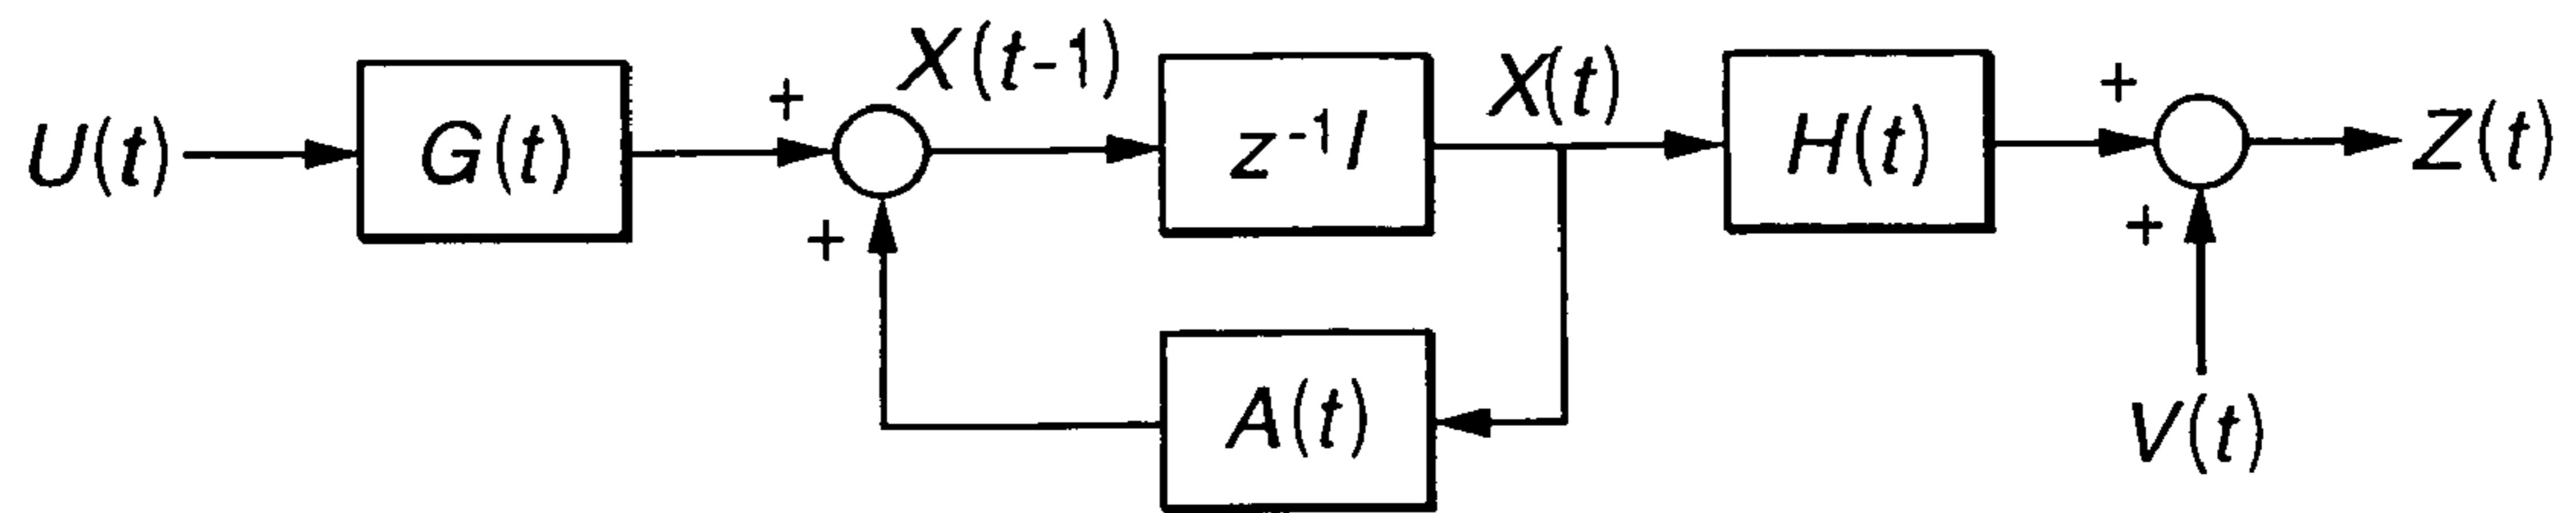 U(t)
G(t)
+
+
X(t-1)
z⁻¹I
X(t)
A(t)
H(t)
+
+
V(t)
Z(t)